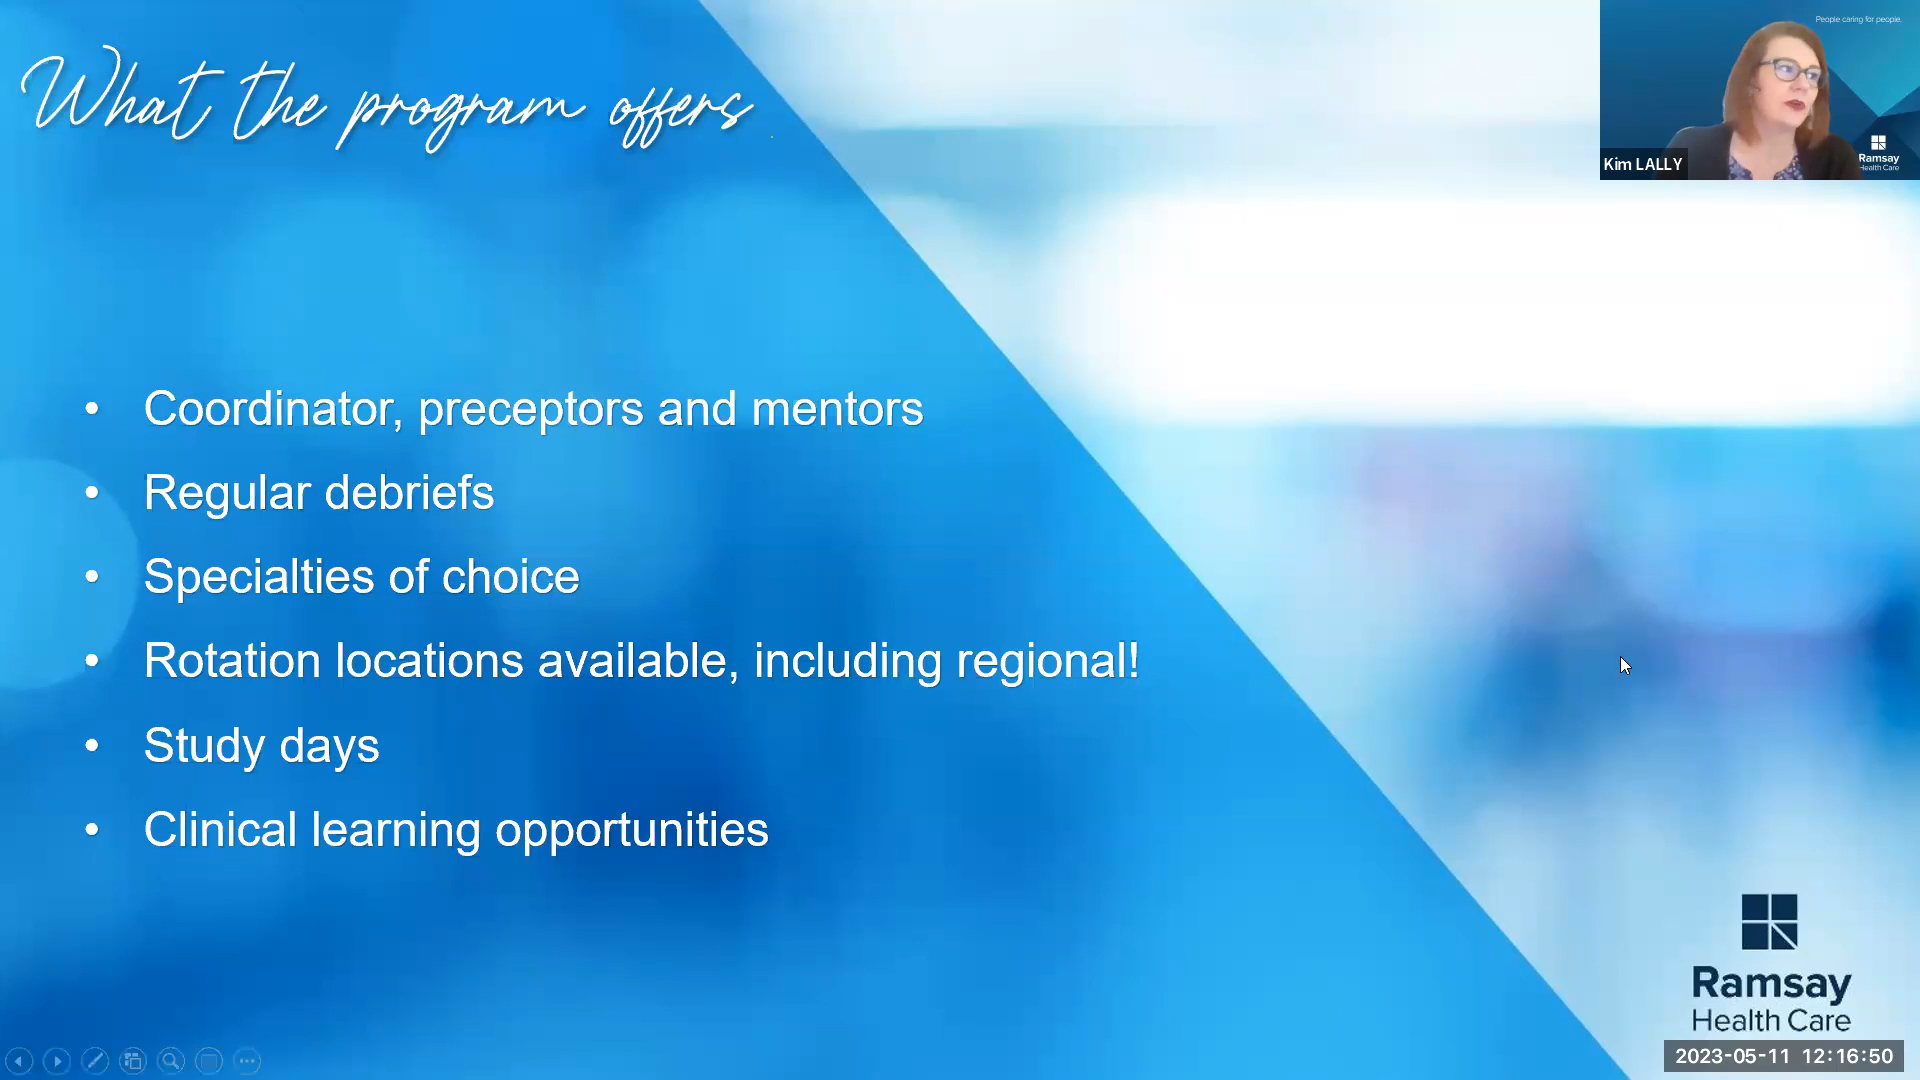 What the program offers
People caring for people.
Kim LALLY
Ramsay
Health Care
• Coordinator, preceptors and mentors
• Regular debriefs
• Specialties of choice
• Rotation locations available, including regional!
• Study days
• Clinical learning opportunities
Ramsay
Health Care
2023-05-11 12:16:50